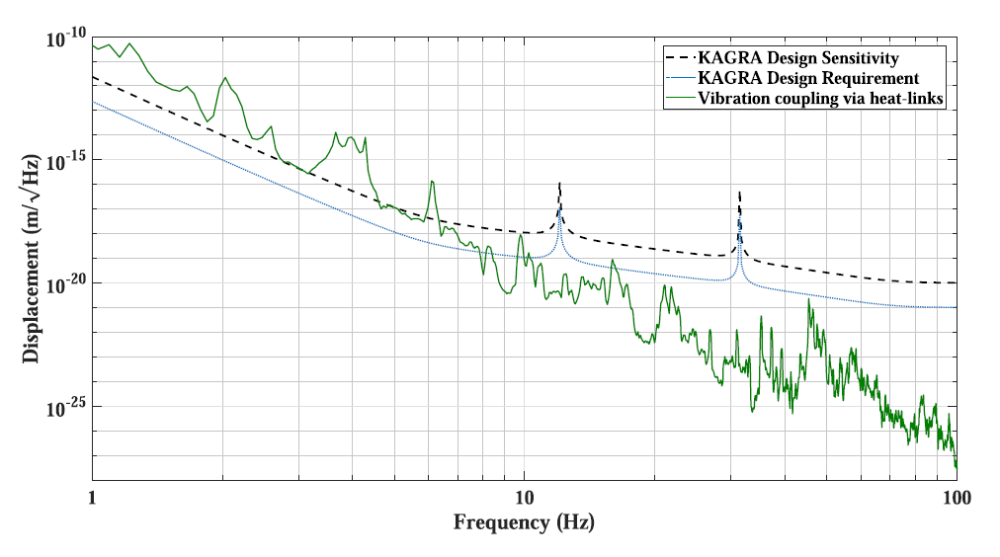 10^-10
10^-15
10^-20
10^-25
Displacement (m/√Hz)
KAGRA Design Sensitivity
KAGRA Design Requirement
Vibration coupling via heat-links
1
10
100
Frequency (Hz)